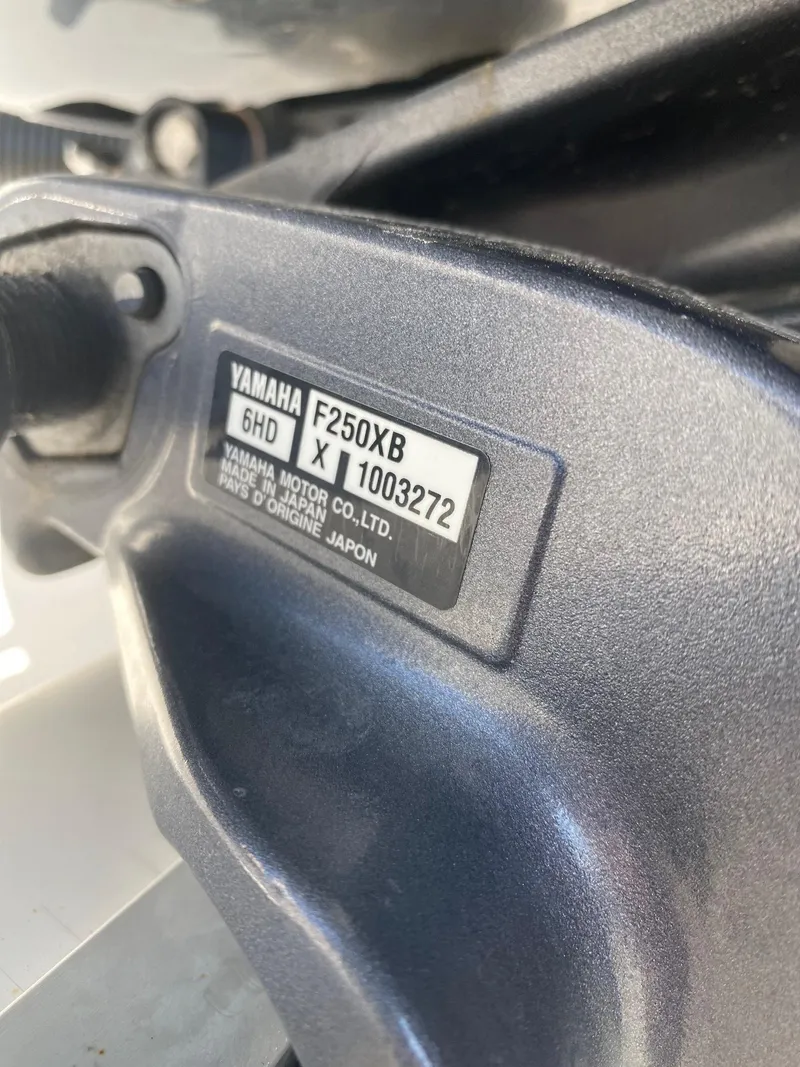 YAMAHA F250XB
6HD X 1003272
YAMAHA MOTOR CO.,LTD.
MADE IN JAPAN
PAYS D'ORIGINE JAPON